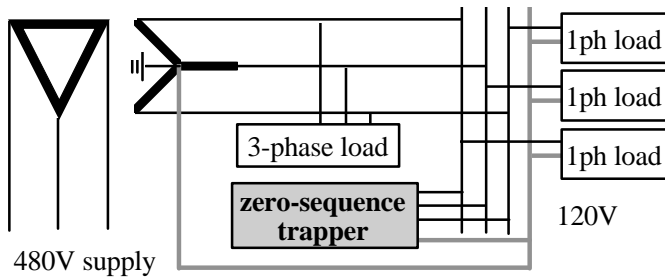 1ph load
1ph load
3-phase load
1ph load
zero-sequence
trapper
120V
480V supply